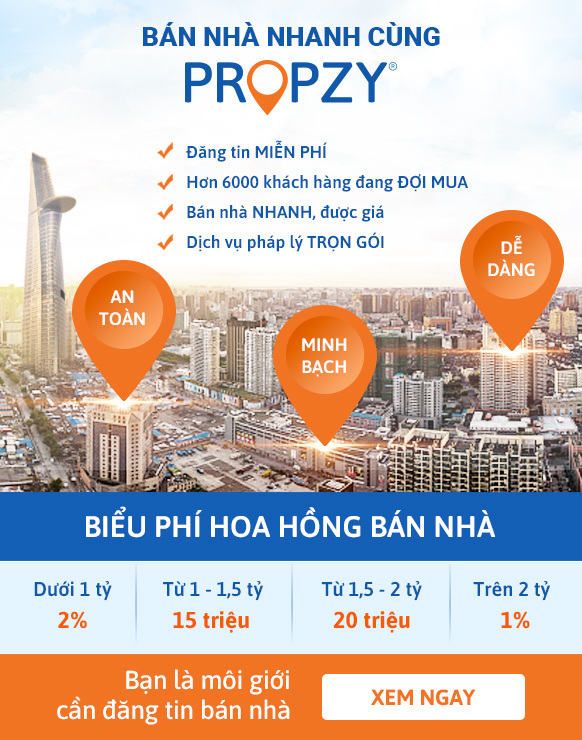 BÁN NHÀ NHANH CÙNG
PROPZY®
Đăng tin MIỄN PHÍ
Hơn 6000 khách hàng đang ĐỢI MUA
Bán nhà NHANH, được giá
Dịch vụ pháp lý TRỌN GÓI
DỄ
DÀNG
AN
TOÀN
MINH
BẠCH
BIỂU PHÍ HOA HỒNG BÁN NHÀ
Dưới 1 tỷ
2%
Từ 1 - 1,5 tỷ
15 triệu
Từ 1,5 - 2 tỷ
20 triệu
Trên 2 tỷ
1%
Bạn là môi giới
cần đăng tin bán nhà
XEM NGAY